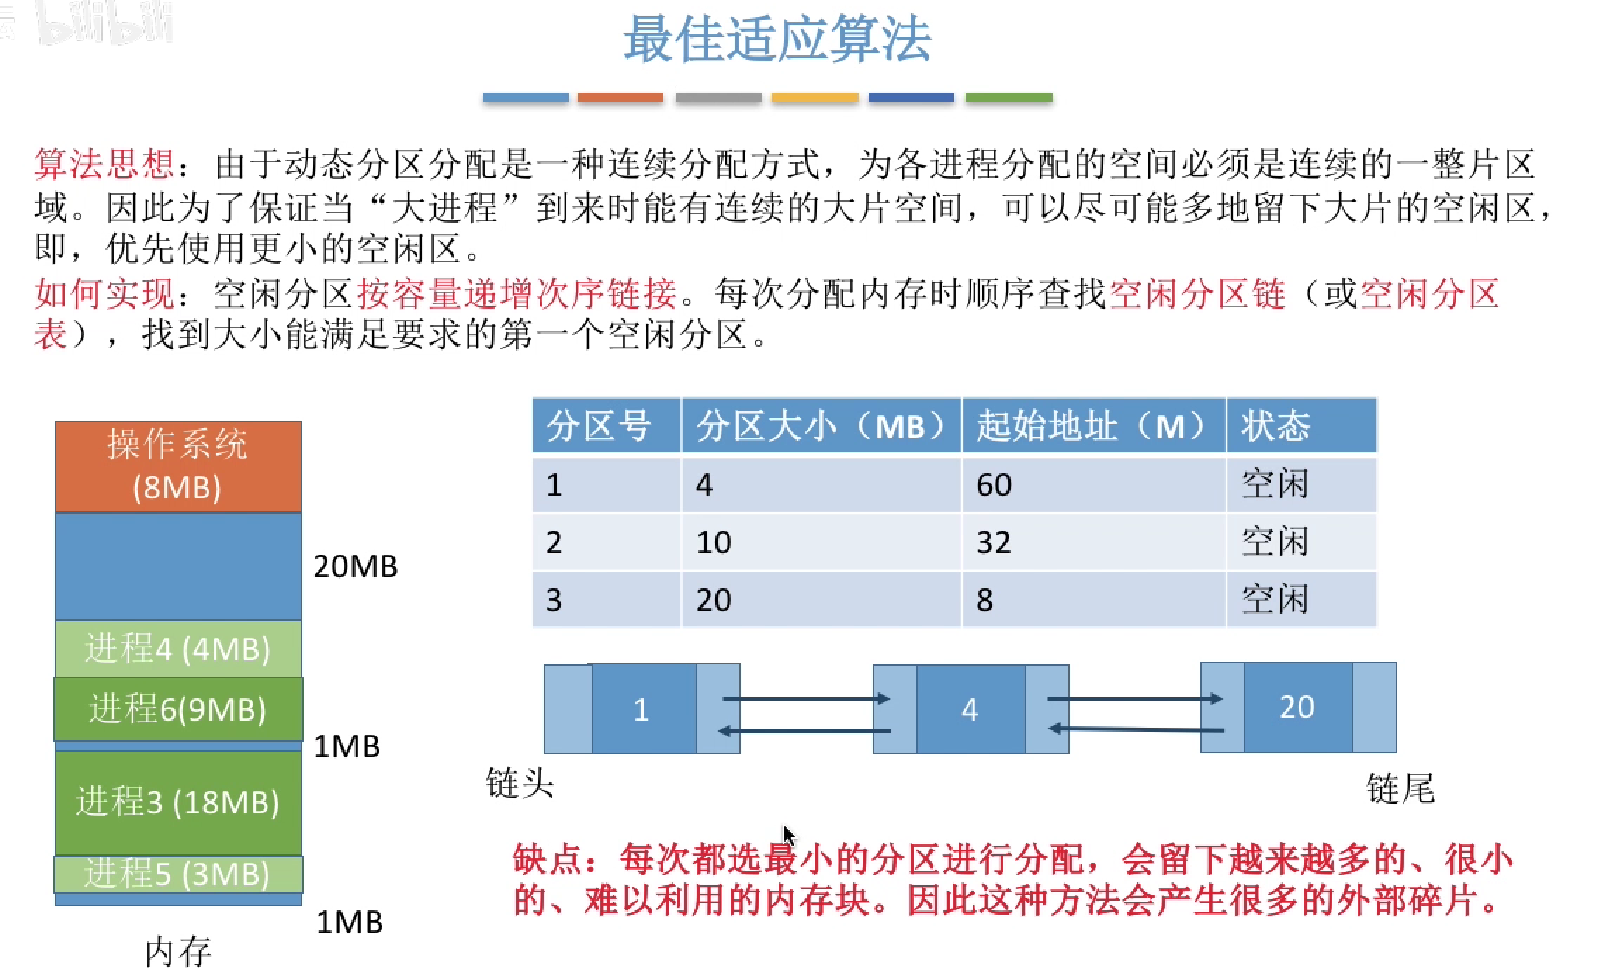 bilibili
最佳适应算法
算法思想：由于动态分区分配是一种连续分配方式，为各进程分配的空间必须是连续的一整片区
域。因此为了保证当“大进程”到来时能有连续的大片空间，可以尽可能多地留下大片的空闲区，
即，优先使用更小的空闲区。
如何实现：空闲分区按容量递增次序链接。每次分配内存时顺序查找空闲分区链（或空闲分区
表），找到大小能满足要求的第一个空闲分区。
操作系统
(8MB)
20MB
进程4 (4MB)
进程6(9MB)
1MB
进程3 (18MB)
进程5 (3MB)
1MB
内存
分区号 分区大小（MB） 起始地址（M） 状态
1 4 60 空闲
2 10 32 空闲
3 20 8 空闲
1 4 20
链头 链尾
缺点：每次都选最小的分区进行分配，会留下越来越多的、很小
的、难以利用的内存块。因此这种方法会产生很多的外部碎片。